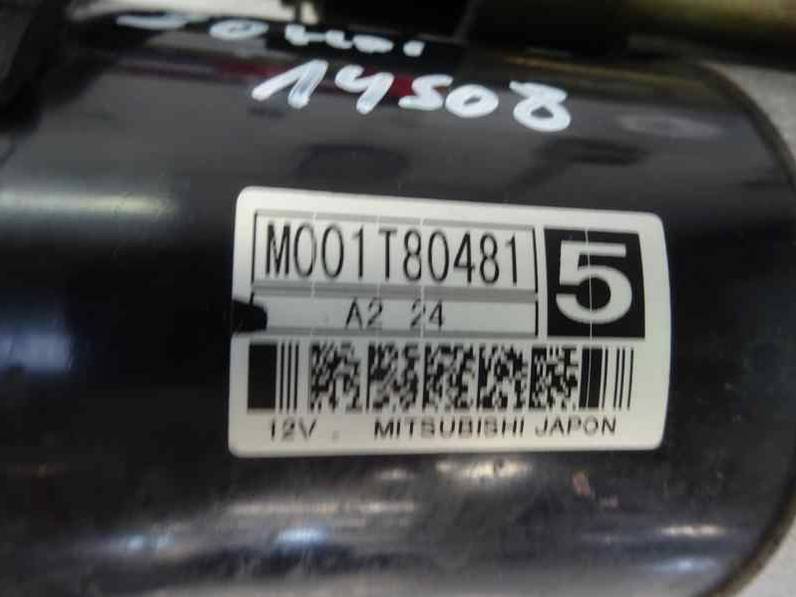 14508
M001T80481
5
A2 24
12V . MITSUBISHI JAPON